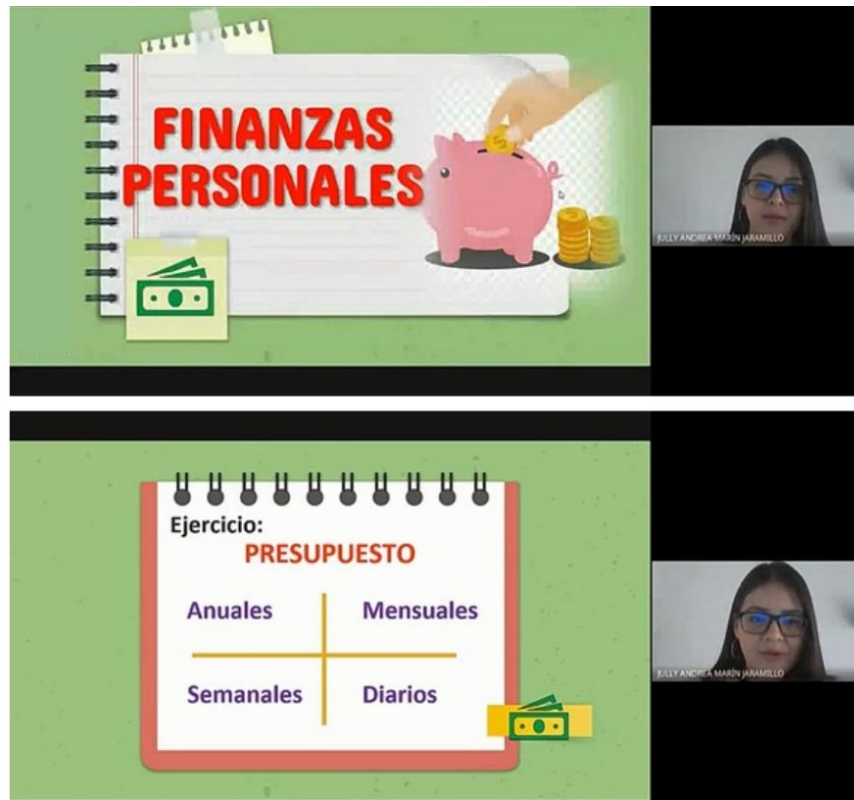 FINANZAS
PERSONALES
JULLY ANDREA MARÍN JARAMILLO
Ejercicio:
PRESUPUESTO
Anuales Mensuales
Semanales Diarios
JULLY ANDREA MARÍN JARAMILLO